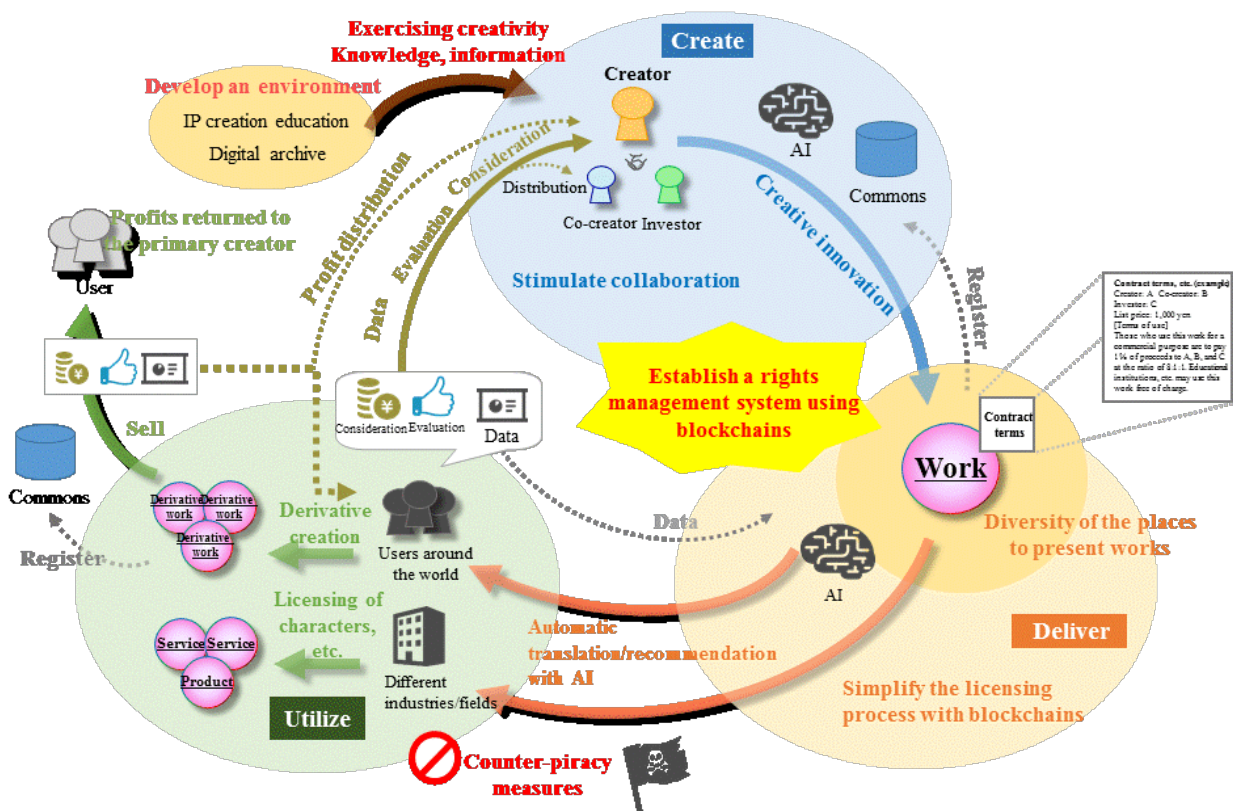 Exercising creativity
Knowledge, information
Create
Develop an environment
IP creation education
Digital archive
Creator
AI
Commons
Distribution
Co-creator
Investor
Stimulate collaboration
Creative innovation
Consideration
Evaluation
Data
Profit distribution
Profits returned to
the primary creator
User
Register
Contract terms, etc. (example)
Creator: A Co-creator: B
Investor: C
List price: 1,000 yen
[Terms of use]
Those who use this work for a
commercial purpose are to pay
1% of proceeds to A, B, and C
at the ratio of 8:1:1. Educational
institutions, etc. may use this
work free of charge.
Establish a rights
management system using
blockchains
Contract
terms
Work
Sell
Consideration
Evaluation
Data
Commons
Register
Derivative
work
Derivative
work
Derivative
work
Derivative
creation
Users around
the world
Data
AI
Diversity of the places
to present works
Licensing of
characters,
etc.
Service
Service
Product
Different
industries/fields
Utilize
Automatic
translation/recommendation
with AI
Deliver
Simplify the licensing
process with blockchains
Counter-piracy
measures